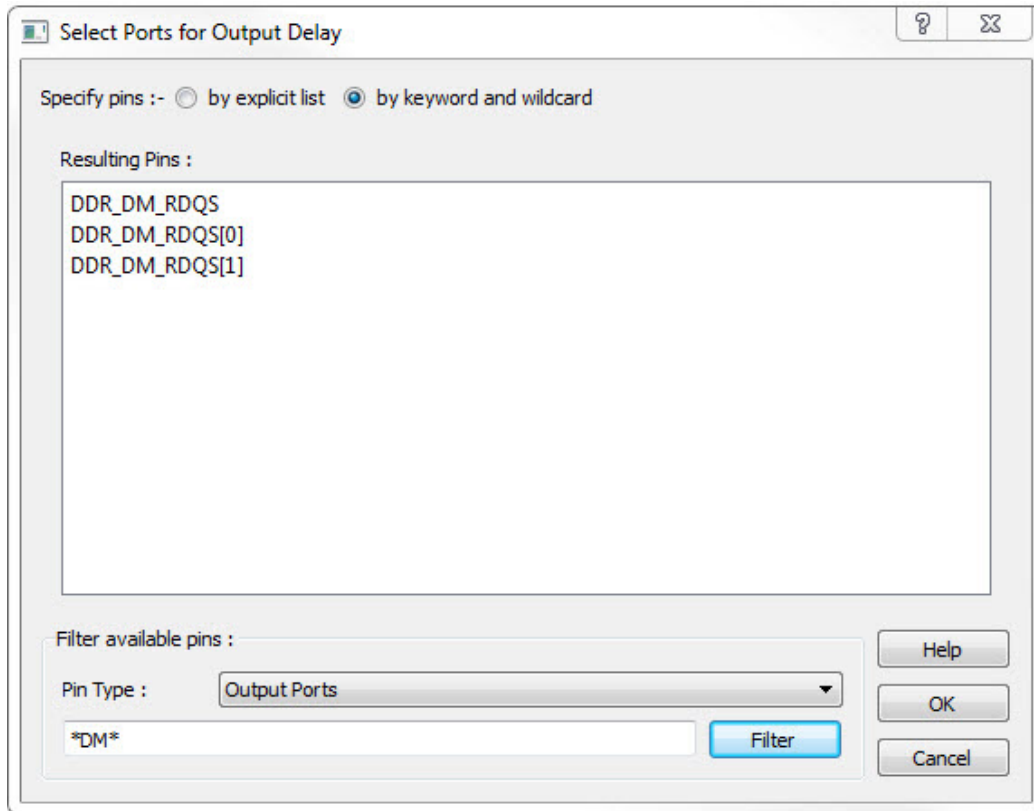 Select Ports for Output Delay
Specify pins :- by explicit list by keyword and wildcard
Resulting Pins :
DDR_DM_RDQS
DDR_DM_RDQS[0]
DDR_DM_RDQS[1]
Filter available pins :
Pin Type : Output Ports
*DM* Filter
Help
OK
Cancel